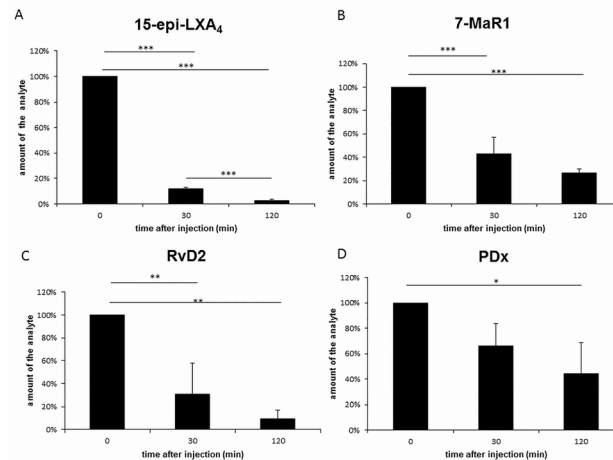 A
15-epi-LXA4
***
***
***
120%
100%
80%
60%
40%
20%
0%
amount of the analyte
0 30 120
time after injection (min)
B
7-MaR1
***
***
120%
100%
80%
60%
40%
20%
0%
amount of the analyte
0 30 120
time after injection (min)
C
RvD2
**
**
120%
100%
80%
60%
40%
20%
0%
amount of the analyte
0 30 120
time after injection (min)
D
PDx
*
120%
100%
80%
60%
40%
20%
0%
amount of the analyte
0 30 120
time after injection (min)